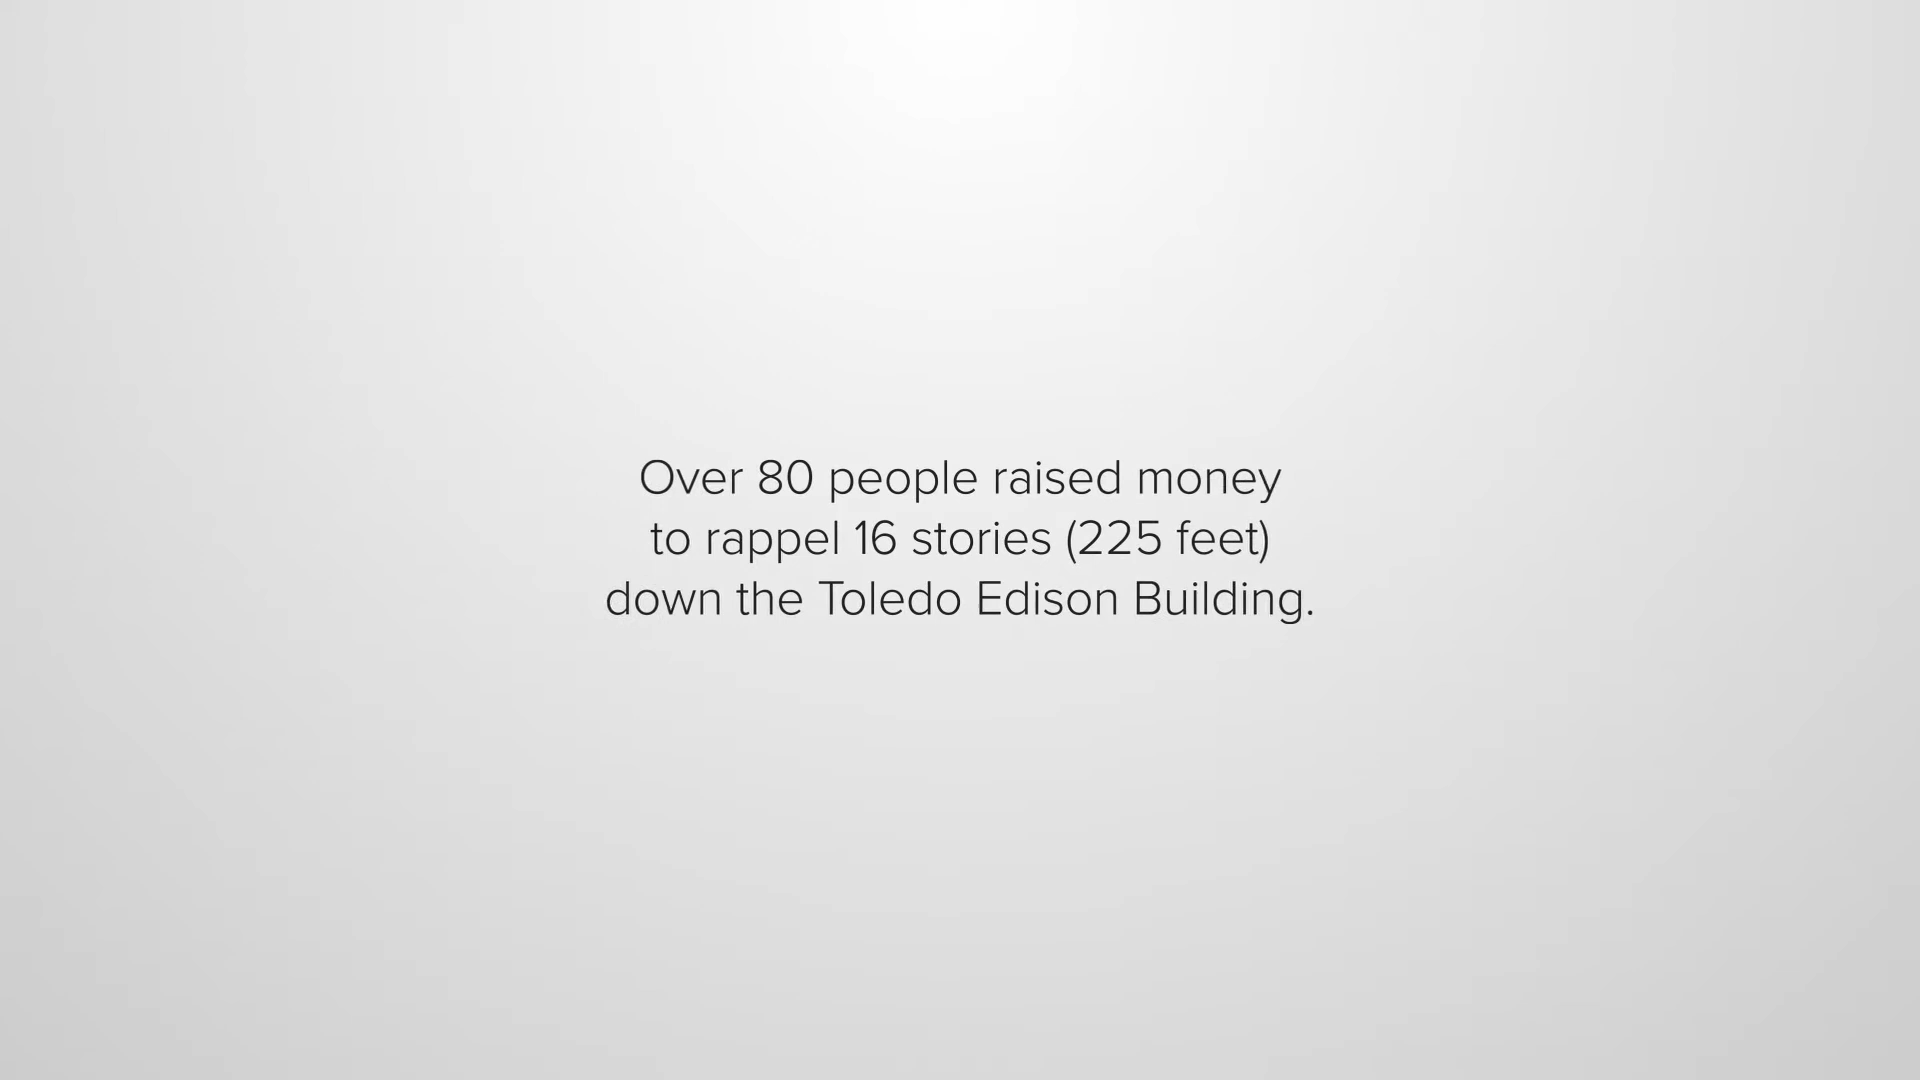 Over 80 people raised money
to rappel 16 stories (225 feet)
down the Toledo Edison Building.